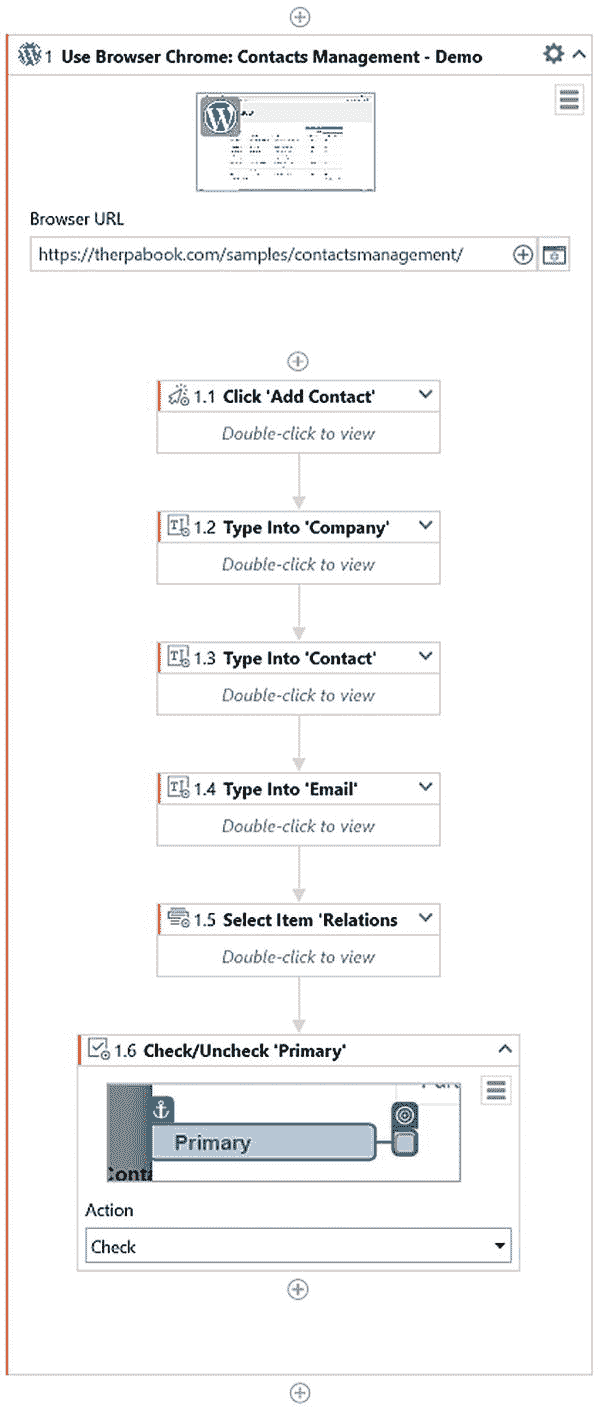 1 Use Browser Chrome: Contacts Management - Demo
Browser URL
https://therpabook.com/samples/contactsmanagement/
1.1 Click 'Add Contact'
Double-click to view
1.2 Type Into 'Company'
Double-click to view
1.3 Type Into 'Contact'
Double-click to view
1.4 Type Into 'Email'
Double-click to view
1.5 Select Item 'Relations
Double-click to view
1.6 Check/Uncheck 'Primary'
Primary
Action
Check